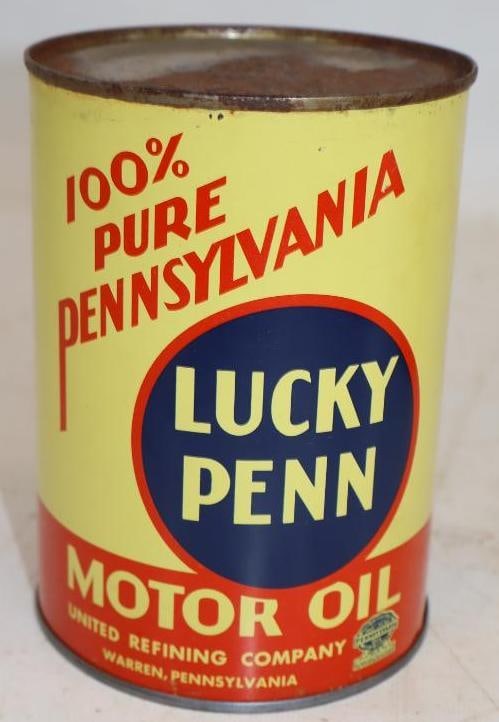 100%
PURE
PENNSYLVANIA
LUCKY
PENN
MOTOR OIL
UNITED REFINING COMPANY
WARREN, PENNSYLVANIA